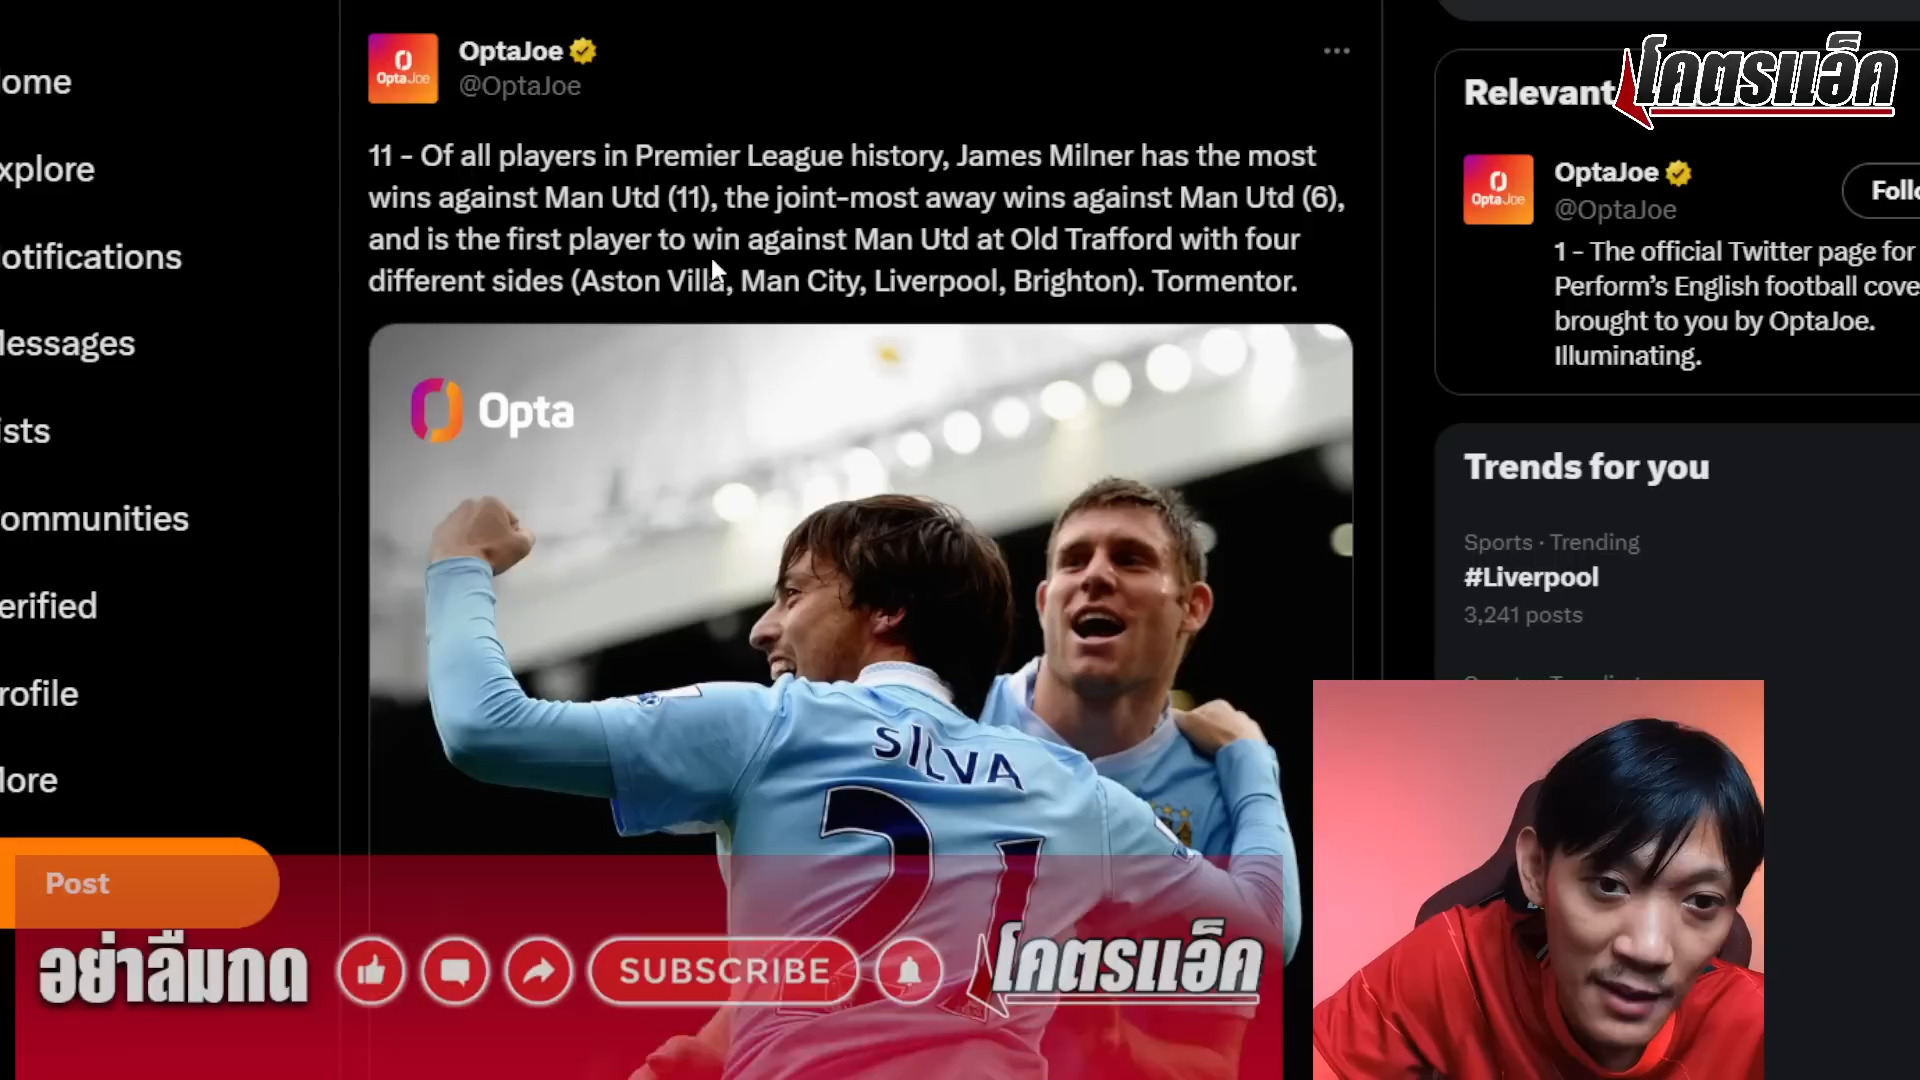 ome
xplore
otifications
lessages
ists
ommunities
erified
rofile
lore
Post
Opta Joe
OptaJoe
@OptaJoe
11 - Of all players in Premier League history, James Milner has the most
wins against Man Utd (11), the joint-most away wins against Man Utd (6),
and is the first player to win against Man Utd at Old Trafford with four
different sides (Aston Villa, Man City, Liverpool, Brighton). Tormentor.
Opta
SILVA
21
Relevant
โคตรแอ็ค
Opta Joe
OptaJoe
@OptaJoe
Follo
1 - The official Twitter page for
Perform's English football cove
brought to you by OptaJoe.
Illuminating.
Trends for you
Sports · Trending
#Liverpool
3,241 posts
อย่าลืมกด
SUBSCRIBE
โคตรแอ็ค